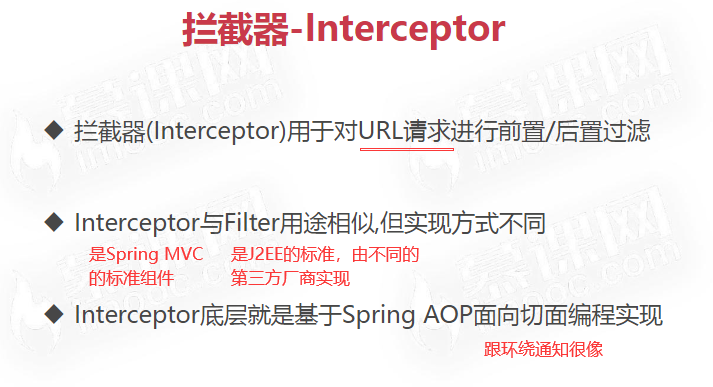 拦截器-Interceptor
拦截器(Interceptor)用于对URL请求进行前置/后置过滤
Interceptor与Filter用途相似,但实现方式不同
是Spring MVC
的标准组件
是J2EE的标准，由不同的
第三方厂商实现
Interceptor底层就是基于Spring AOP面向切面编程实现
跟环绕通知很像